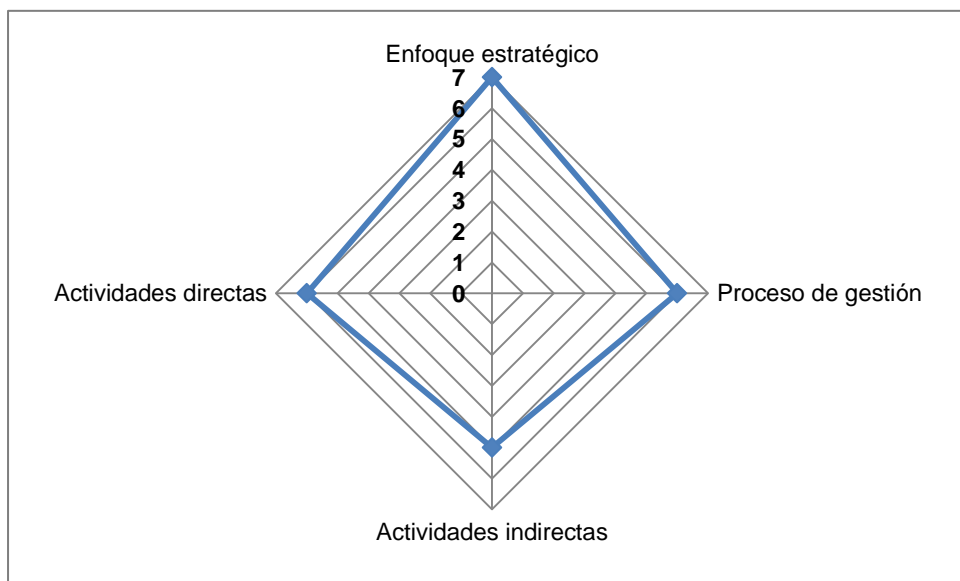 Enfoque estratégico
7
6
5
4
3
2
1
0
Actividades directas
Proceso de gestión
Actividades indirectas